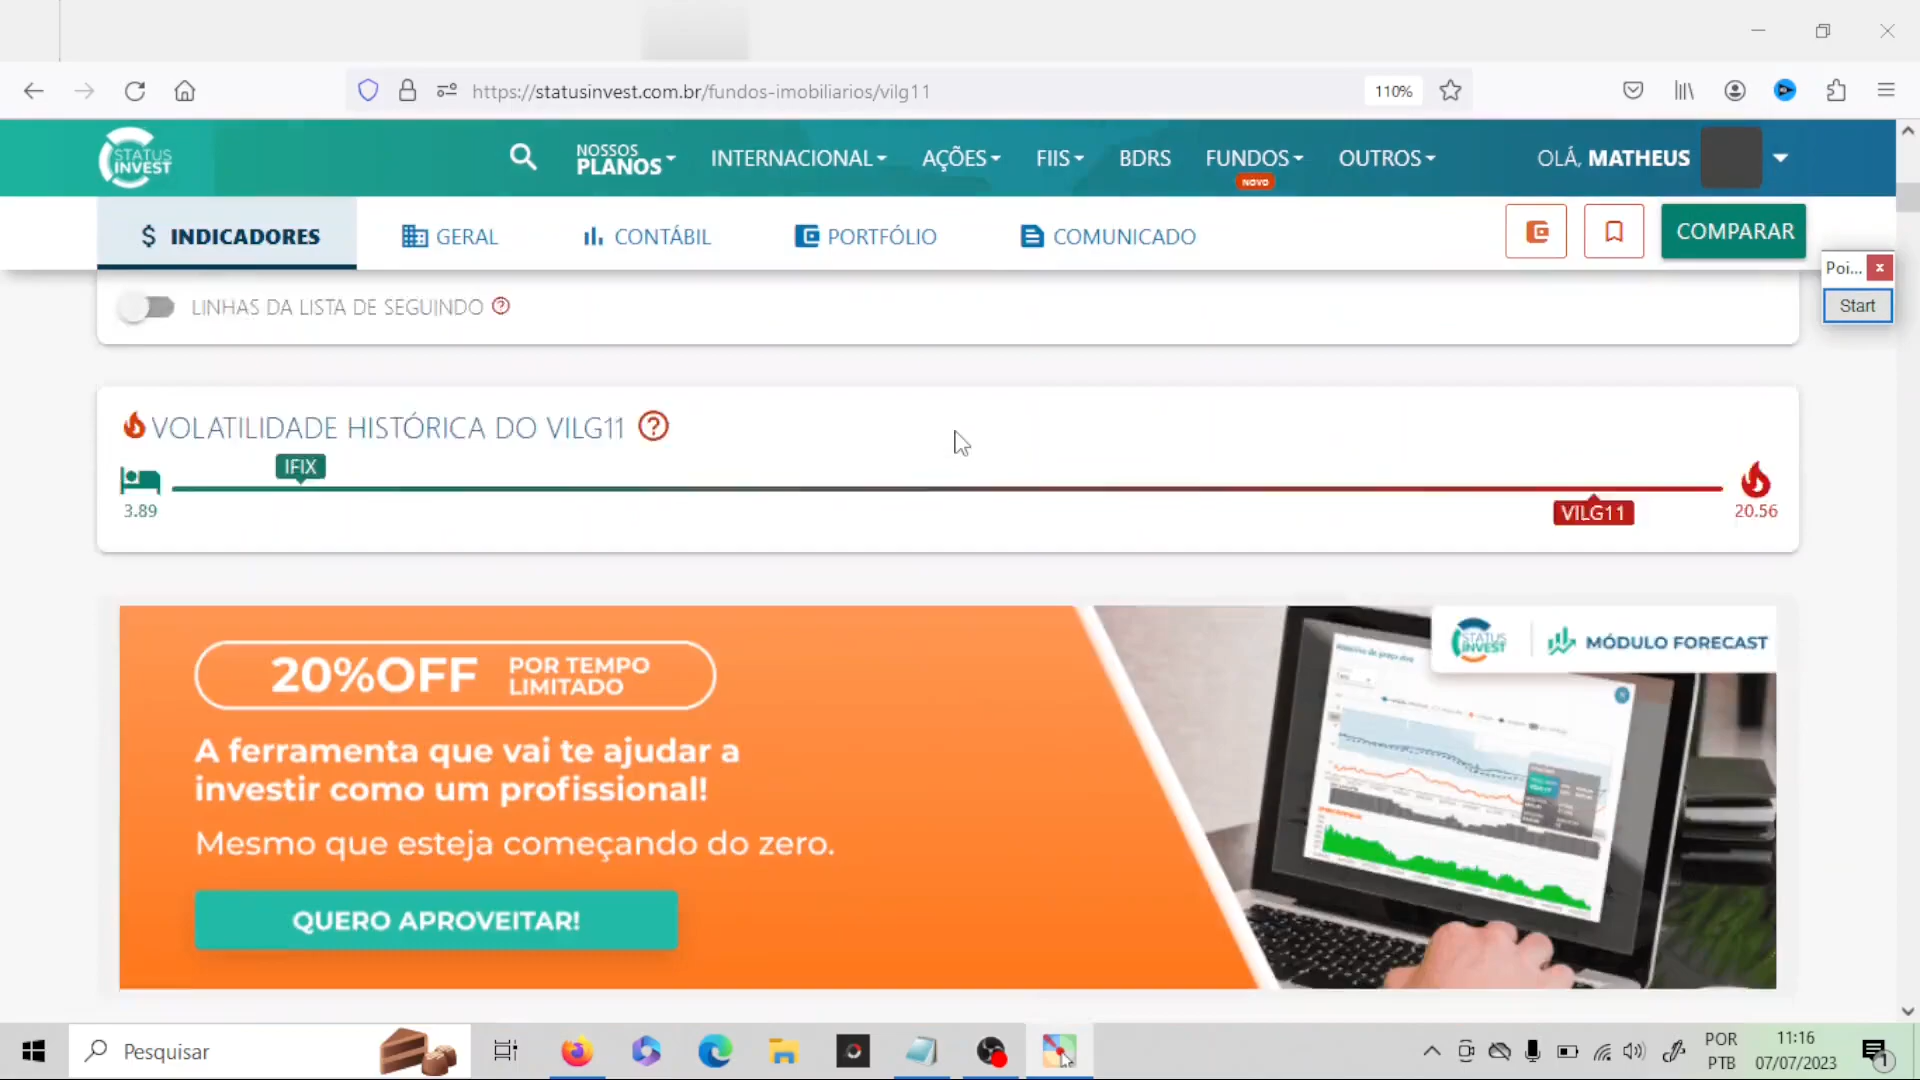 https://statusinvest.com.br/fundos-imobiliarios/vilg11
110%
STATUS INVEST
NOSSOS PLANOS
INTERNACIONAL
AÇÕES
FIIS
BDRS
FUNDOS
NOVO
OUTROS
OLÁ, MATHEUS
INDICADORES
GERAL
CONTÁBIL
PORTFÓLIO
COMUNICADO
COMPARAR
Poi...
Start
LINHAS DA LISTA DE SEGUINDO
VOLATILIDADE HISTÓRICA DO VILG11
IFIX
3.89
VILG11
20.56
20%OFF
POR TEMPO
LIMITADO
A ferramenta que vai te ajudar a
investir como um profissional!
Mesmo que esteja começando do zero.
QUERO APROVEITAR!
STATUS INVEST
MÓDULO FORECAST
Pesquisar
POR
PTB
11:16
07/07/2023
1